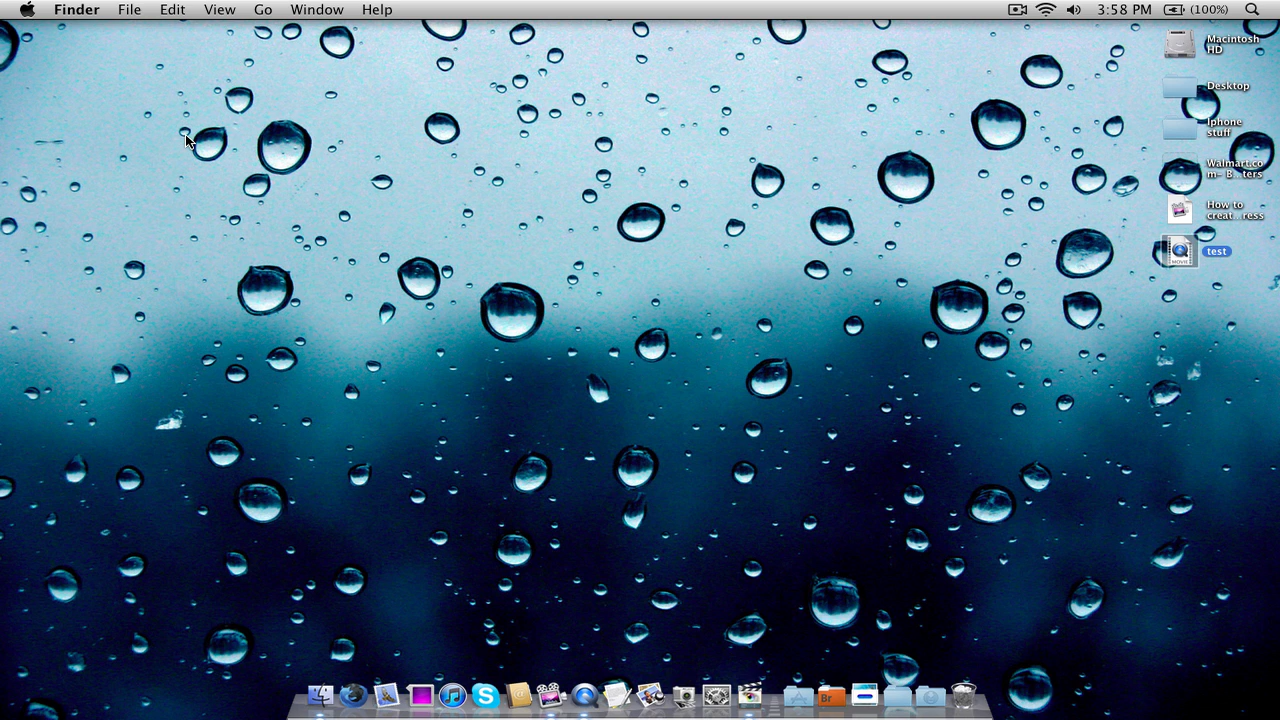 Finder File Edit View Go Window Help 3:58 PM (100%)
Macintosh
HD
Desktop
Iphone
stuff
Walmart.co
m– B...ters
How to
creat...ress
MOVIE
test
Br